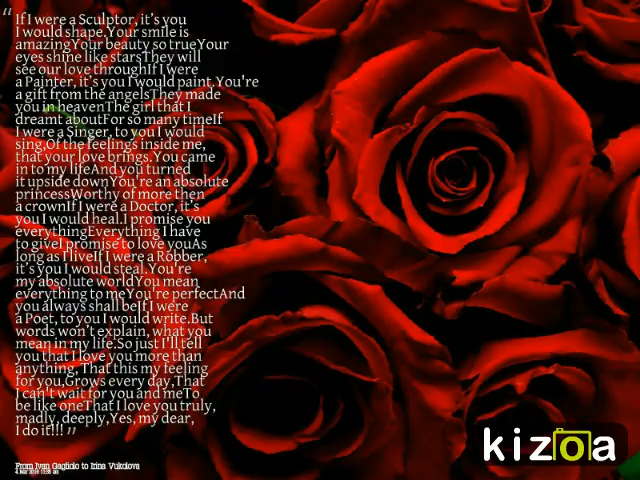 “ If I were a Sculptor, it's you
I would shape.Your smile is
amazingYour beauty so trueYour
eyes shine like starsThey will
see our love throughIf I were
a Painter, it's you I would paint.You're
a gift from the angelsThey made
you in heavenThe girl that I
dreamt aboutFor so many timeIf
I were a Singer, to you I would
sing,Of the feelings inside me,
that your love brings.You came
in to my lifeAnd you turned
it upside downYou're an absolute
princessWorthy of more then
a crownIf I were a Doctor, it's
you I would heal.I promise you
everythingEverything I have
to giveI promise to love youAs
long as I liveIf I were a Robber,
it's you I would steal.You're
my absolute worldYou mean
everything to meYou're perfectAnd
you always shall beIf I were
a Poet, to you I would write.But
words won't explain, what you
mean in my life.So just I'll tell
you that I love you more than
anything, That this my feeling
for you,Grows every day,That
I can't wait for you and meTo
be like oneThat I love you truly,
madly, deeply,Yes, my dear,
I do it!!! ”
From Ivan Gagliolo to Irina Vukolova
kizoa